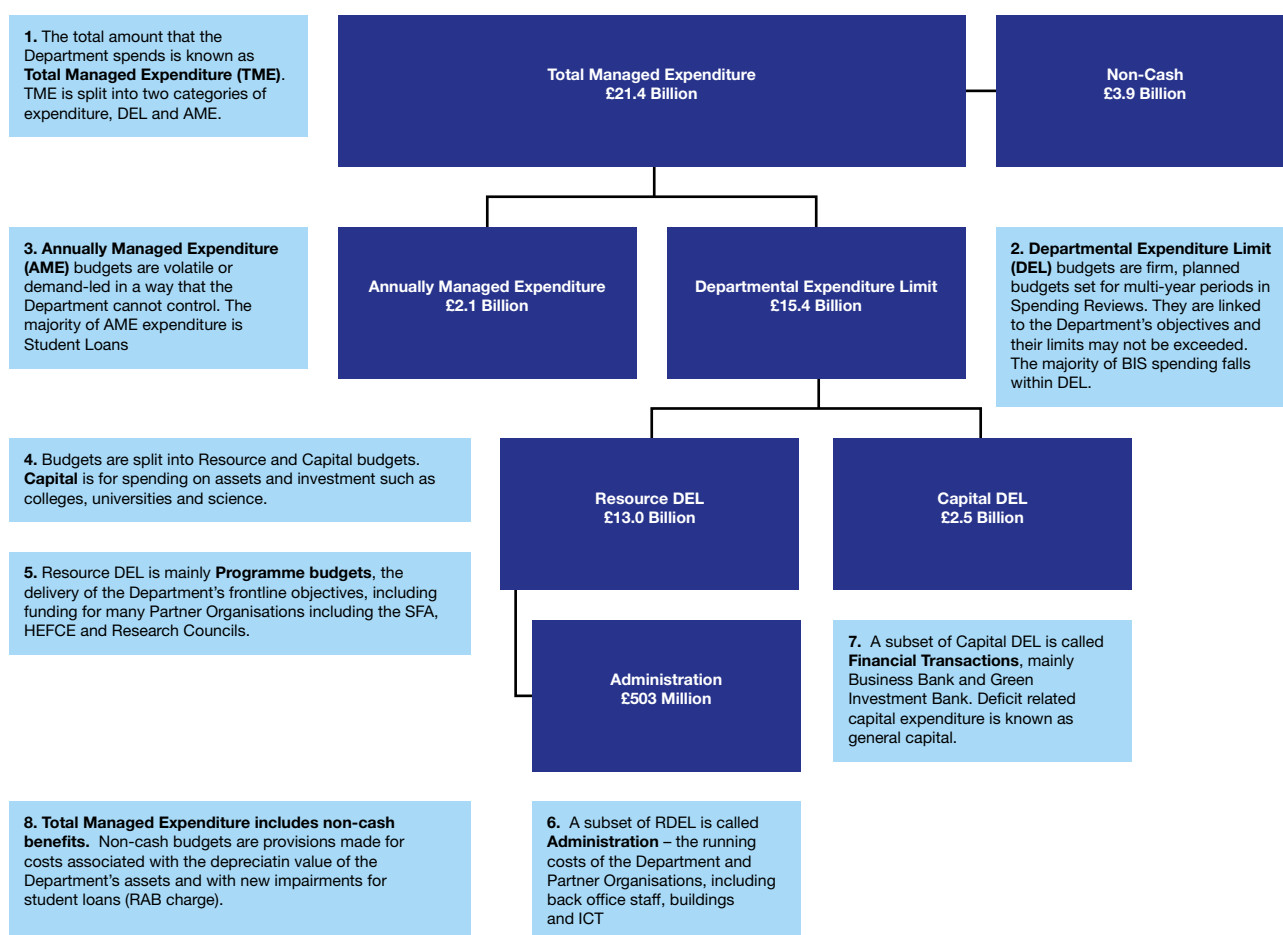 1. The total amount that the
Department spends is known as
Total Managed Expenditure (TME).
TME is split into two categories of
expenditure, DEL and AME.
Total Managed Expenditure
£21.4 Billion
Non-Cash
£3.9 Billion
3. Annually Managed Expenditure
(AME) budgets are volatile or
demand-led in a way that the
Department cannot control. The
majority of AME expenditure is
Student Loans
Annually Managed Expenditure
£2.1 Billion
Departmental Expenditure Limit
£15.4 Billion
2. Departmental Expenditure Limit
(DEL) budgets are firm, planned
budgets set for multi-year periods in
Spending Reviews. They are linked
to the Department's objectives and
their limits may not be exceeded.
The majority of BIS spending falls
within DEL.
4. Budgets are split into Resource and Capital budgets.
Capital is for spending on assets and investment such as
colleges, universities and science.
Resource DEL
£13.0 Billion
Capital DEL
£2.5 Billion
5. Resource DEL is mainly Programme budgets, the
delivery of the Department's frontline objectives, including
funding for many Partner Organisations including the SFA,
HEFCE and Research Councils.
Administration
£503 Million
7. A subset of Capital DEL is called
Financial Transactions, mainly
Business Bank and Green
Investment Bank. Deficit related
capital expenditure is known as
general capital.
8. Total Managed Expenditure includes non-cash
benefits. Non-cash budgets are provisions made for
costs associated with the depreciatin value of the
Department's assets and with new impairments for
student loans (RAB charge).
6. A subset of RDEL is called
Administration – the running
costs of the Department and
Partner Organisations, including
back office staff, buildings
and ICT